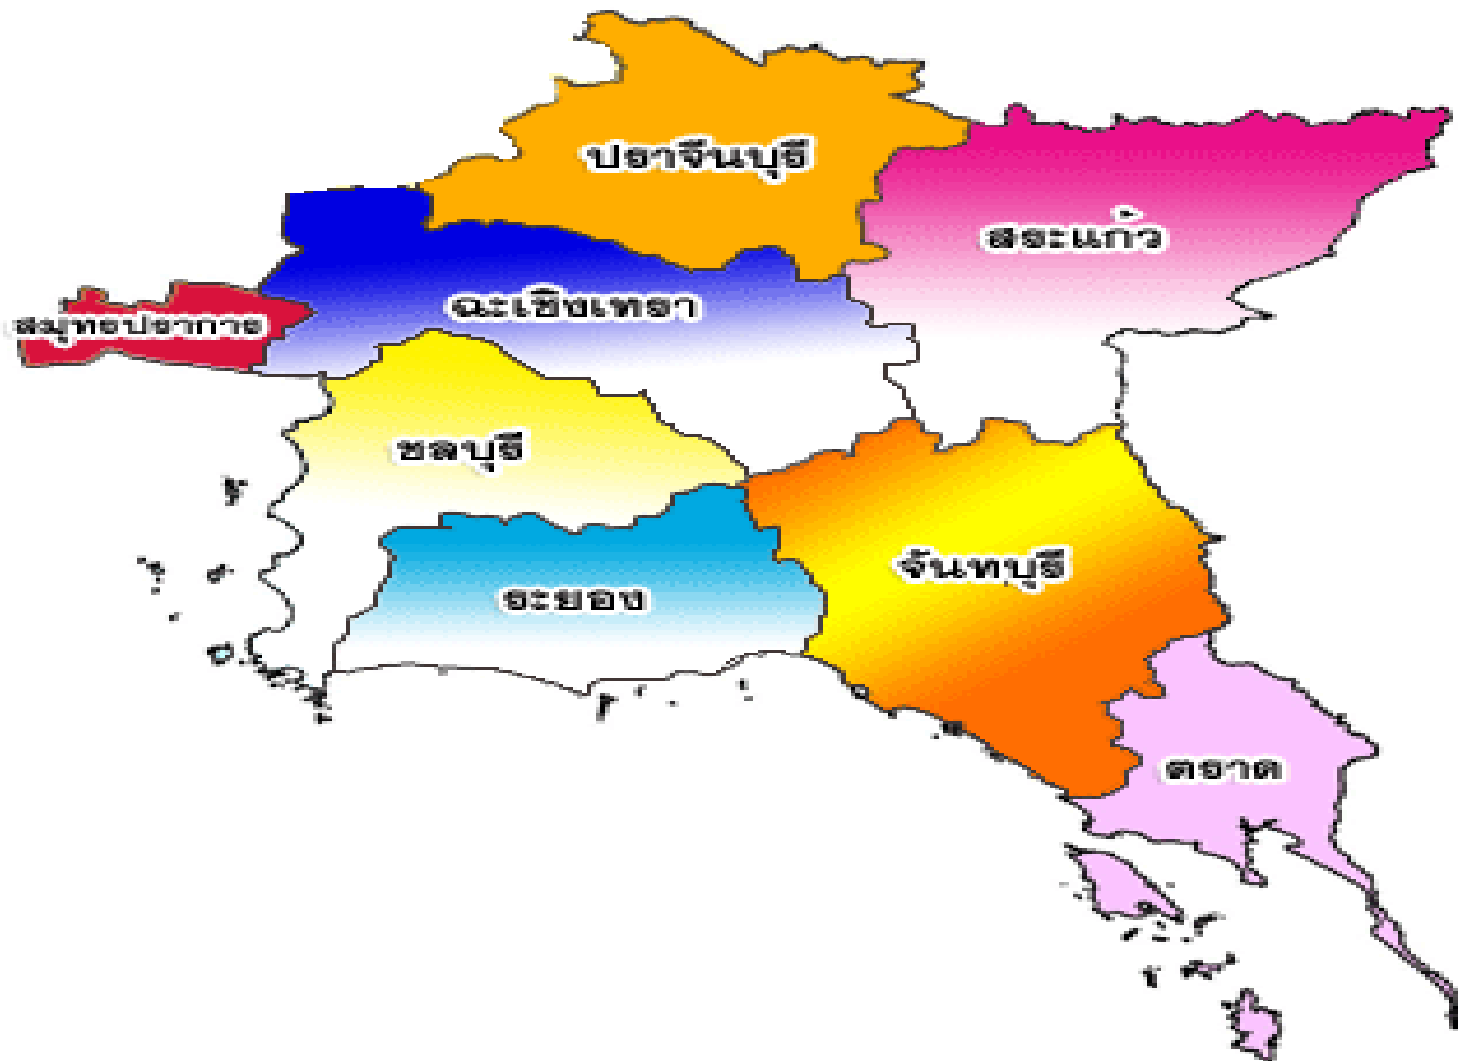 ปราจีนบุรี
สระแก้ว
ฉะเชิงเทรา
สมุทรปราการ
ชลบุรี
จันทบุรี
ระยอง
ตราด